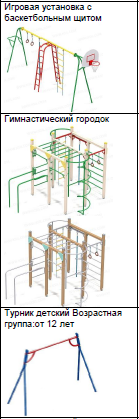 Игровая установка с
баскетбольным щитом
Гимнастический городок
Турник детский Возрастная
группа:от 12 лет